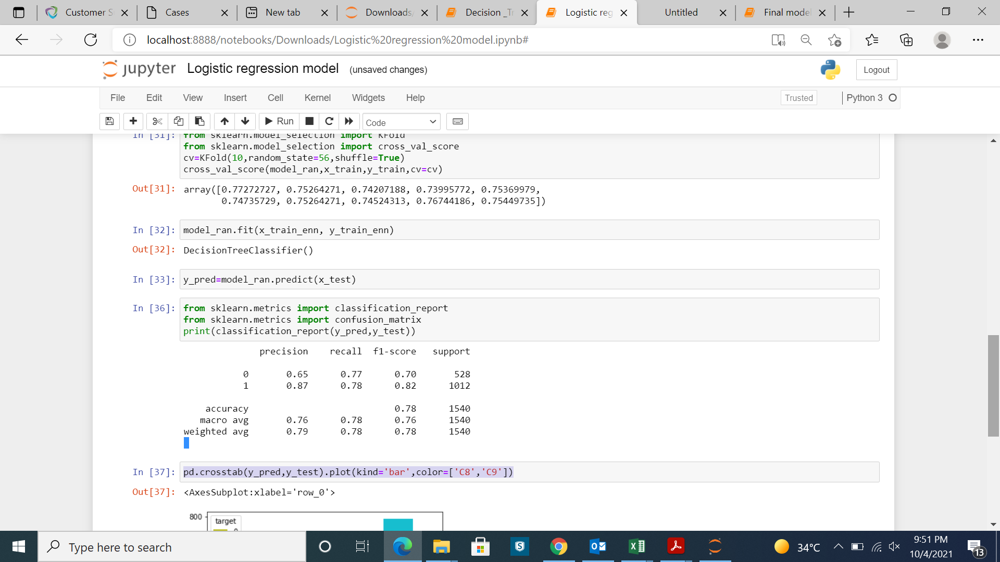 Customer S
Cases
New tab
Downloads/
Decision _Tr
Logistic reg
Untitled
Final model
localhost:8888/notebooks/Downloads/Logistic%20regression%20model.ipynb#
jupyter Logistic regression model (unsaved changes)
Logout
File Edit View Insert Cell Kernel Widgets Help
Trusted
Python 3
Run
Code
In [31]: from sklearn.model_selection import KFold
from sklearn.model_selection import cross_val_score
cv=KFold(10,random_state=56,shuffle=True)
cross_val_score(model_ran,x_train,y_train,cv=cv)
Out[31]: array([0.77272727, 0.75264271, 0.74207188, 0.73995772, 0.75369979,
0.74735729, 0.75264271, 0.74524313, 0.76744186, 0.75449735])
In [32]: model_ran.fit(x_train_enn, y_train_enn)
Out[32]: DecisionTreeClassifier()
In [33]: y_pred=model_ran.predict(x_test)
In [36]: from sklearn.metrics import classification_report
from sklearn.metrics import confusion_matrix
print(classification_report(y_pred,y_test))
precision recall f1-score support
0 0.65 0.77 0.70 528
1 0.87 0.78 0.82 1012
accuracy 0.78 1540
macro avg 0.76 0.78 0.76 1540
weighted avg 0.79 0.78 0.78 1540
In [37]: pd.crosstab(y_pred,y_test).plot(kind='bar',color=['C8','C9'])
Out[37]: <AxesSubplot:xlabel='row_0'>
800
target
Type here to search
34°C
9:51 PM
10/4/2021
13